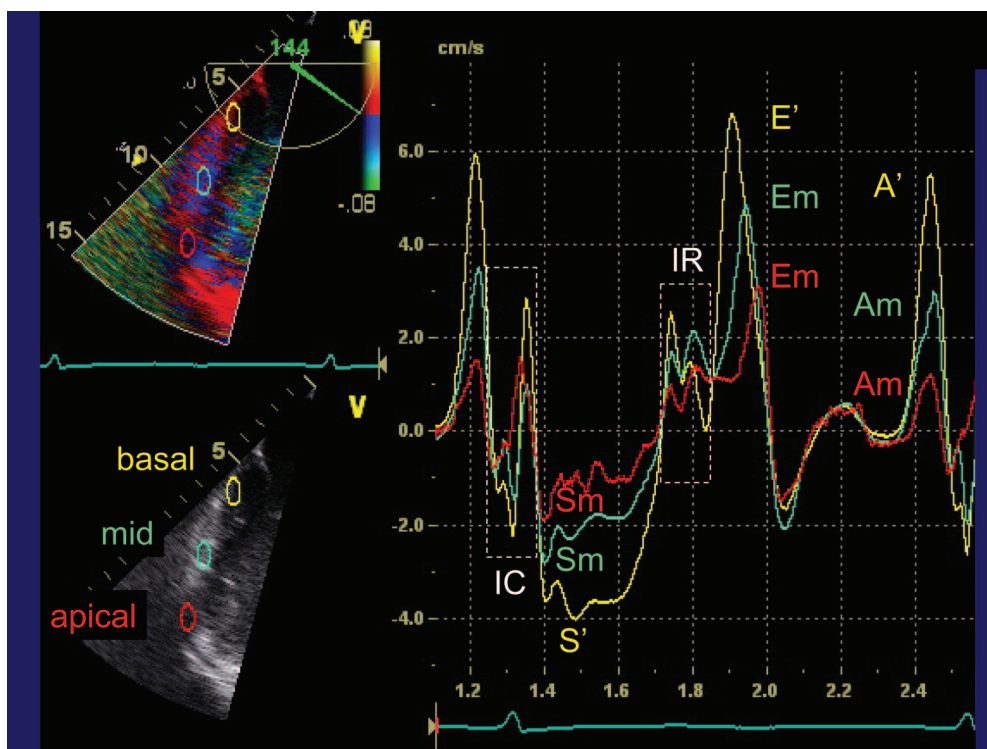 V
.08
144
5
10
15
-.08
V
5
basal
mid
apical
cm/s
6.0
4.0
2.0
0.0
-2.0
-4.0
E’
A’
Em
Em
IR
Am
Am
Sm
Sm
IC
S’
1.2 1.4 1.6 1.8 2.0 2.2 2.4